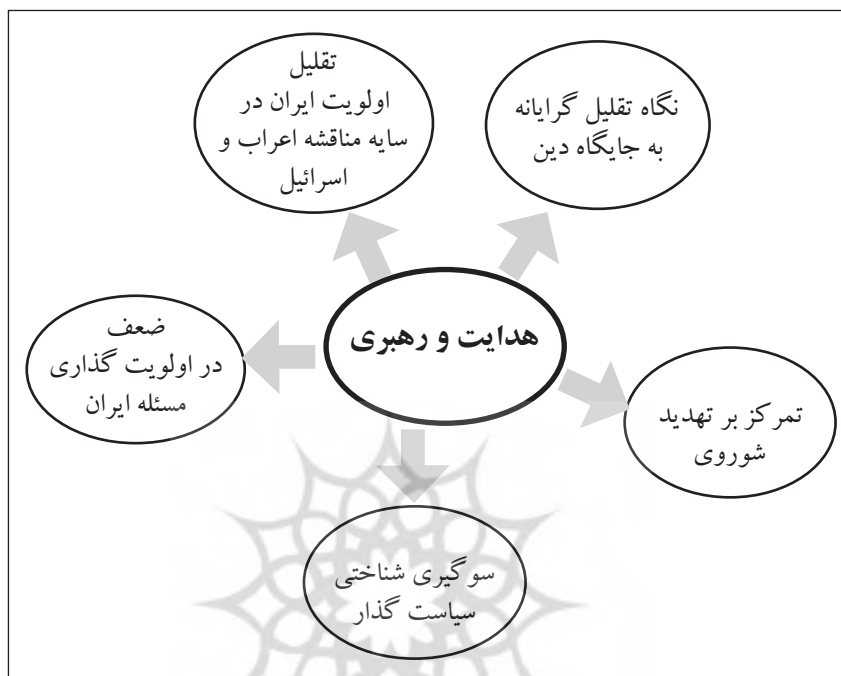 نگاه تقلیل گرایانه
به جایگاه دین
تقلیل
اولویت ایران در
سایه مناقشه اعراب و
اسرائیل
هدایت و رهبری
ضعف
در اولویت گذاری
مسئله ایران
تمرکز بر تهدید
شوروی
سوگیری شناختی
سیاست گذار